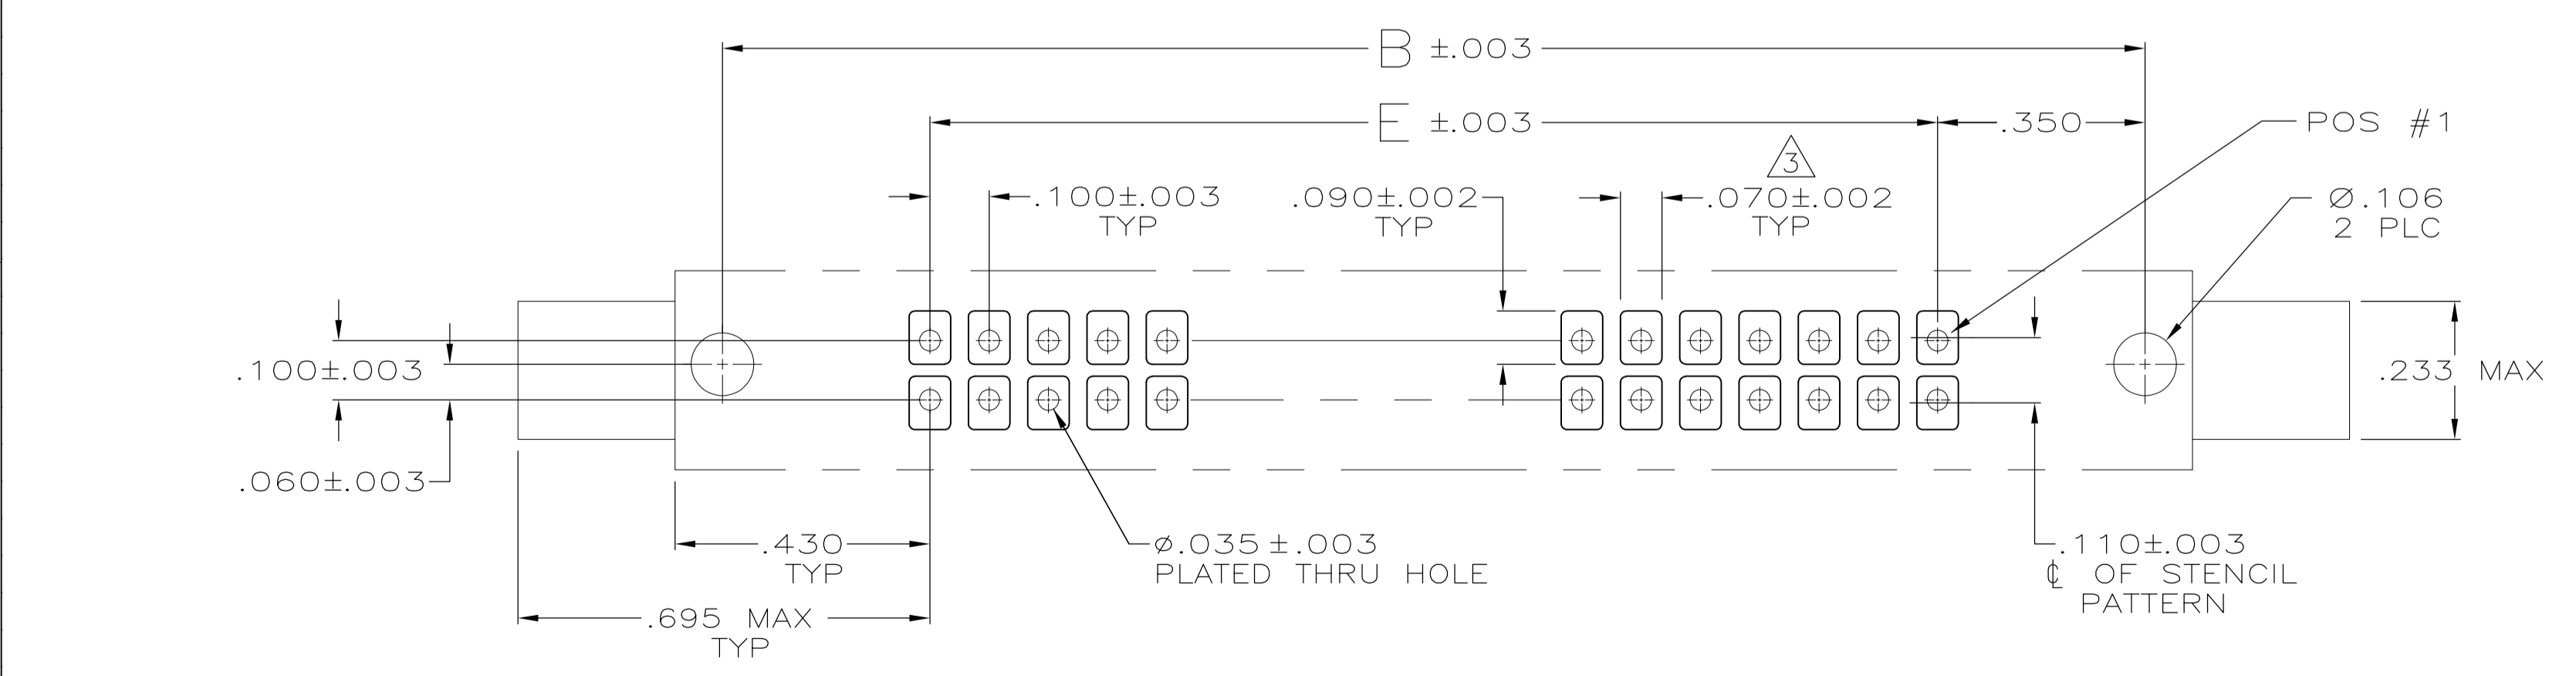 B ±.003
E ±.003
.350
POS #1
3
.100±.003
TYP
.090±.002
TYP
.070±.002
TYP
Ø.106
2 PLC
.100±.003
.233 MAX
.060±.003
.430
TYP
Ø.035±.003
PLATED THRU HOLE
.110±.003
℄ OF STENCIL
PATTERN
.695 MAX
TYP